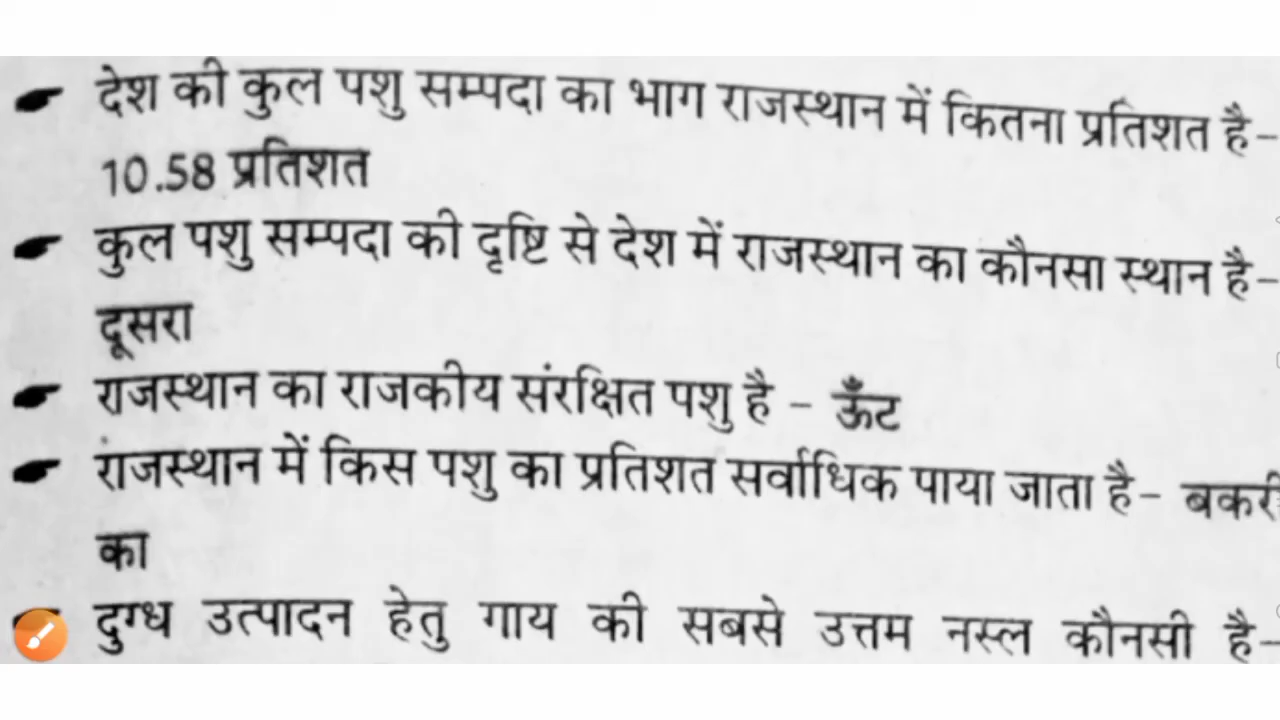 देश की कुल पशु सम्पदा का भाग राजस्थान में कितना प्रतिशत है-
10.58 प्रतिशत
कुल पशु सम्पदा की दृष्टि से देश में राजस्थान का कौनसा स्थान है-
दूसरा
राजस्थान का राजकीय संरक्षित पशु है - ऊँट
राजस्थान में किस पशु का प्रतिशत सर्वाधिक पाया जाता है- बकरी
का
दुग्ध उत्पादन हेतु गाय की सबसे उत्तम नस्ल कौनसी है-